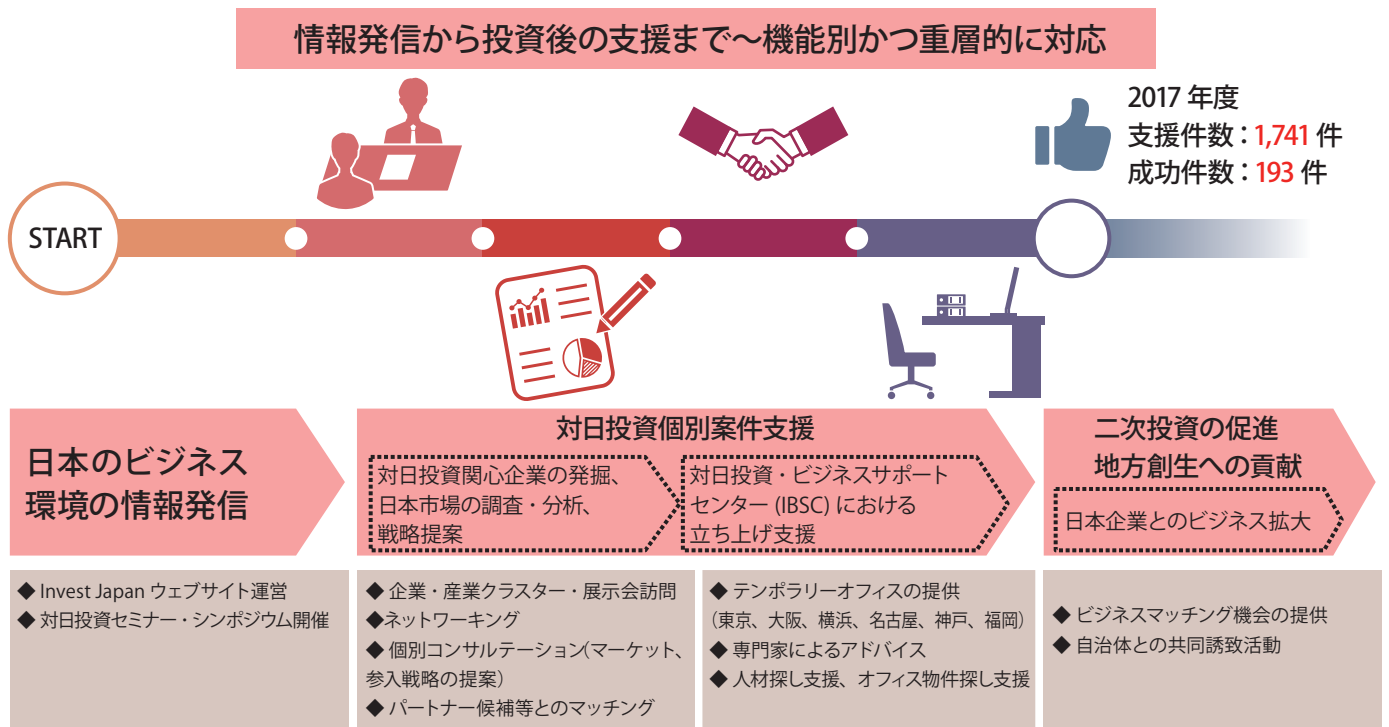 情報発信から投資後の支援まで～機能別かつ重層的に対応
2017 年度
支援件数：1,741 件
成功件数：193 件
START
日本のビジネス
環境の情報発信
対日投資個別案件支援
対日投資関心企業の発掘、
日本市場の調査・分析、
戦略提案
対日投資・ビジネスサポート
センター (IBSC) における
立ち上げ支援
二次投資の促進
地方創生への貢献
日本企業とのビジネス拡大
◆ Invest Japan ウェブサイト運営
◆ 対日投資セミナー・シンポジウム開催
◆ 企業・産業クラスター・展示会訪問
◆ネットワーキング
◆ 個別コンサルテーション（マーケット、
参入戦略の提案）
◆ パートナー候補等とのマッチング
◆ テンポラリーオフィスの提供
（東京、大阪、横浜、名古屋、神戸、福岡）
◆ 専門家によるアドバイス
◆ 人材探し支援、オフィス物件探し支援
◆ ビジネスマッチング機会の提供
◆ 自治体との共同誘致活動